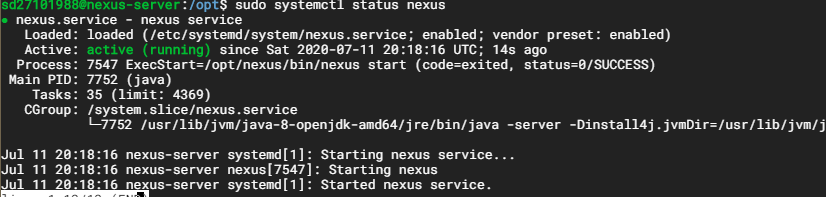 sd27101988@nexus-server:/opt$ sudo systemctl status nexus
● nexus.service - nexus service
Loaded: loaded (/etc/systemd/system/nexus.service; enabled; vendor preset: enabled)
Active: active (running) since Sat 2020-07-11 20:18:16 UTC; 14s ago
Process: 7547 ExecStart=/opt/nexus/bin/nexus start (code=exited, status=0/SUCCESS)
Main PID: 7752 (java)
Tasks: 35 (limit: 4369)
CGroup: /system.slice/nexus.service
└─7752 /usr/lib/jvm/java-8-openjdk-amd64/jre/bin/java -server -Dinstall4j.jvmDir=/usr/lib/jvm/j
Jul 11 20:18:16 nexus-server systemd[1]: Starting nexus service...
Jul 11 20:18:16 nexus-server nexus[7547]: Starting nexus
Jul 11 20:18:16 nexus-server systemd[1]: Started nexus service.